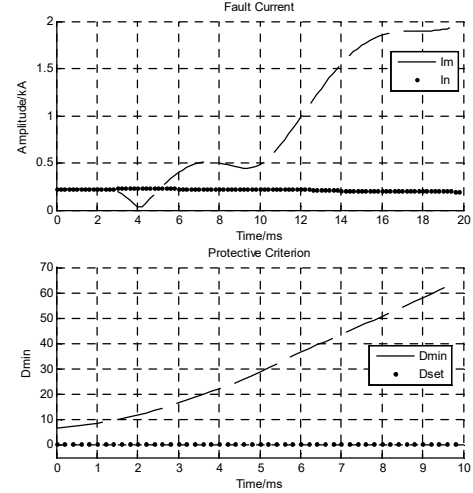 Fault Current
2
1.5
1
0.5
0
Amplitude/kA
Im
In
0 2 4 6 8 10 12 14 16 18 20
Time/ms
Protective Criterion
70
60
50
40
30
20
10
0
Dmin
Dmin
Dset
0 1 2 3 4 5 6 7 8 9 10
Time/ms